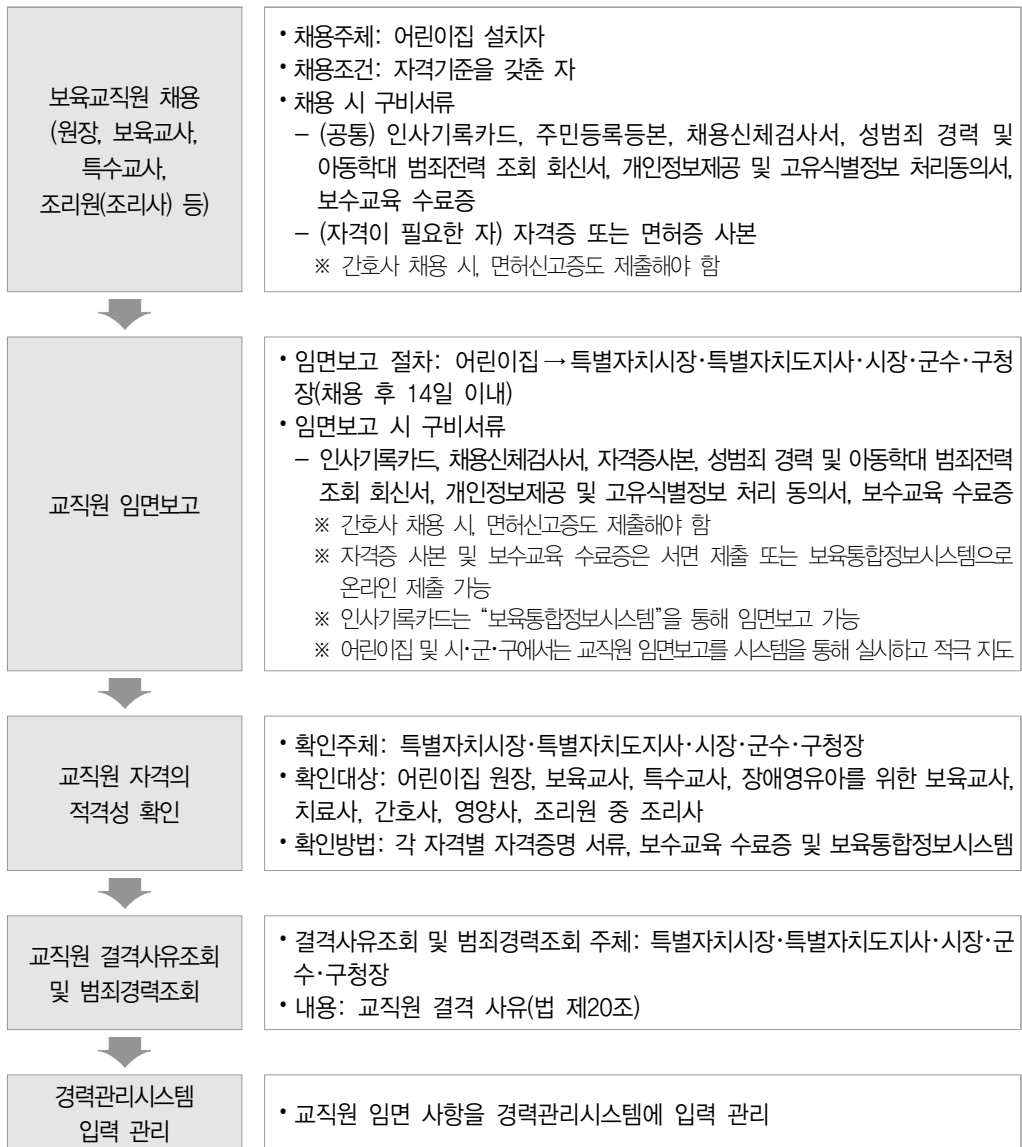 보육교직원 채용
(원장, 보육교사,
특수교사,
조리원(조리사) 등)
• 채용주체: 어린이집 설치자
• 채용조건: 자격기준을 갖춘 자
• 채용 시 구비서류
– (공통) 인사기록카드, 주민등록등본, 채용신체검사서, 성범죄 경력 및
아동학대 범죄전력 조회 회신서, 개인정보제공 및 고유식별정보 처리동의서,
보수교육 수료증
– (자격이 필요한 자) 자격증 또는 면허증 사본
※ 간호사 채용 시, 면허신고증도 제출해야 함
교직원 임면보고
• 임면보고 절차: 어린이집→특별자치시장·특별자치도지사·시장·군수·구청
장(채용 후 14일 이내)
• 임면보고 시 구비서류
– 인사기록카드, 채용신체검사서, 자격증사본, 성범죄 경력 및 아동학대 범죄전력
조회 회신서, 개인정보제공 및 고유식별정보 처리 동의서, 보수교육 수료증
※ 간호사 채용 시, 면허신고증도 제출해야 함
※ 자격증 사본 및 보수교육 수료증은 서면 제출 또는 보육통합정보시스템으로
온라인 제출 가능
※ 인사기록카드는 “보육통합정보시스템”을 통해 임면보고 가능
※ 어린이집 및 시·군·구에서는 교직원 임면보고를 시스템을 통해 실시하고 적극 지도
교직원 자격의
적격성 확인
• 확인주체: 특별자치시장·특별자치도지사·시장·군수·구청장
• 확인대상: 어린이집 원장, 보육교사, 특수교사, 장애영유아를 위한 보육교사,
치료사, 간호사, 영양사, 조리원 중 조리사
• 확인방법: 각 자격별 자격증명 서류, 보수교육 수료증 및 보육통합정보시스템
교직원 결격사유조회
및 범죄경력조회
• 결격사유조회 및 범죄경력조회 주체: 특별자치시장·특별자치도지사·시장·군
수·구청장
• 내용: 교직원 결격 사유(법 제20조)
경력관리시스템
입력 관리
• 교직원 임면 사항을 경력관리시스템에 입력 관리